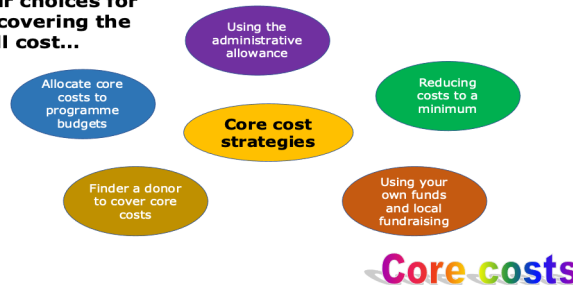 r choices for
covering the
ll cost...
Using the
administrative
allowance
Allocate core
costs to
programme
budgets
Reducing
costs to a
minimum
Core cost
strategies
Finder a donor
to cover core
costs
Using your
own funds
and local
fundraising
Core costs